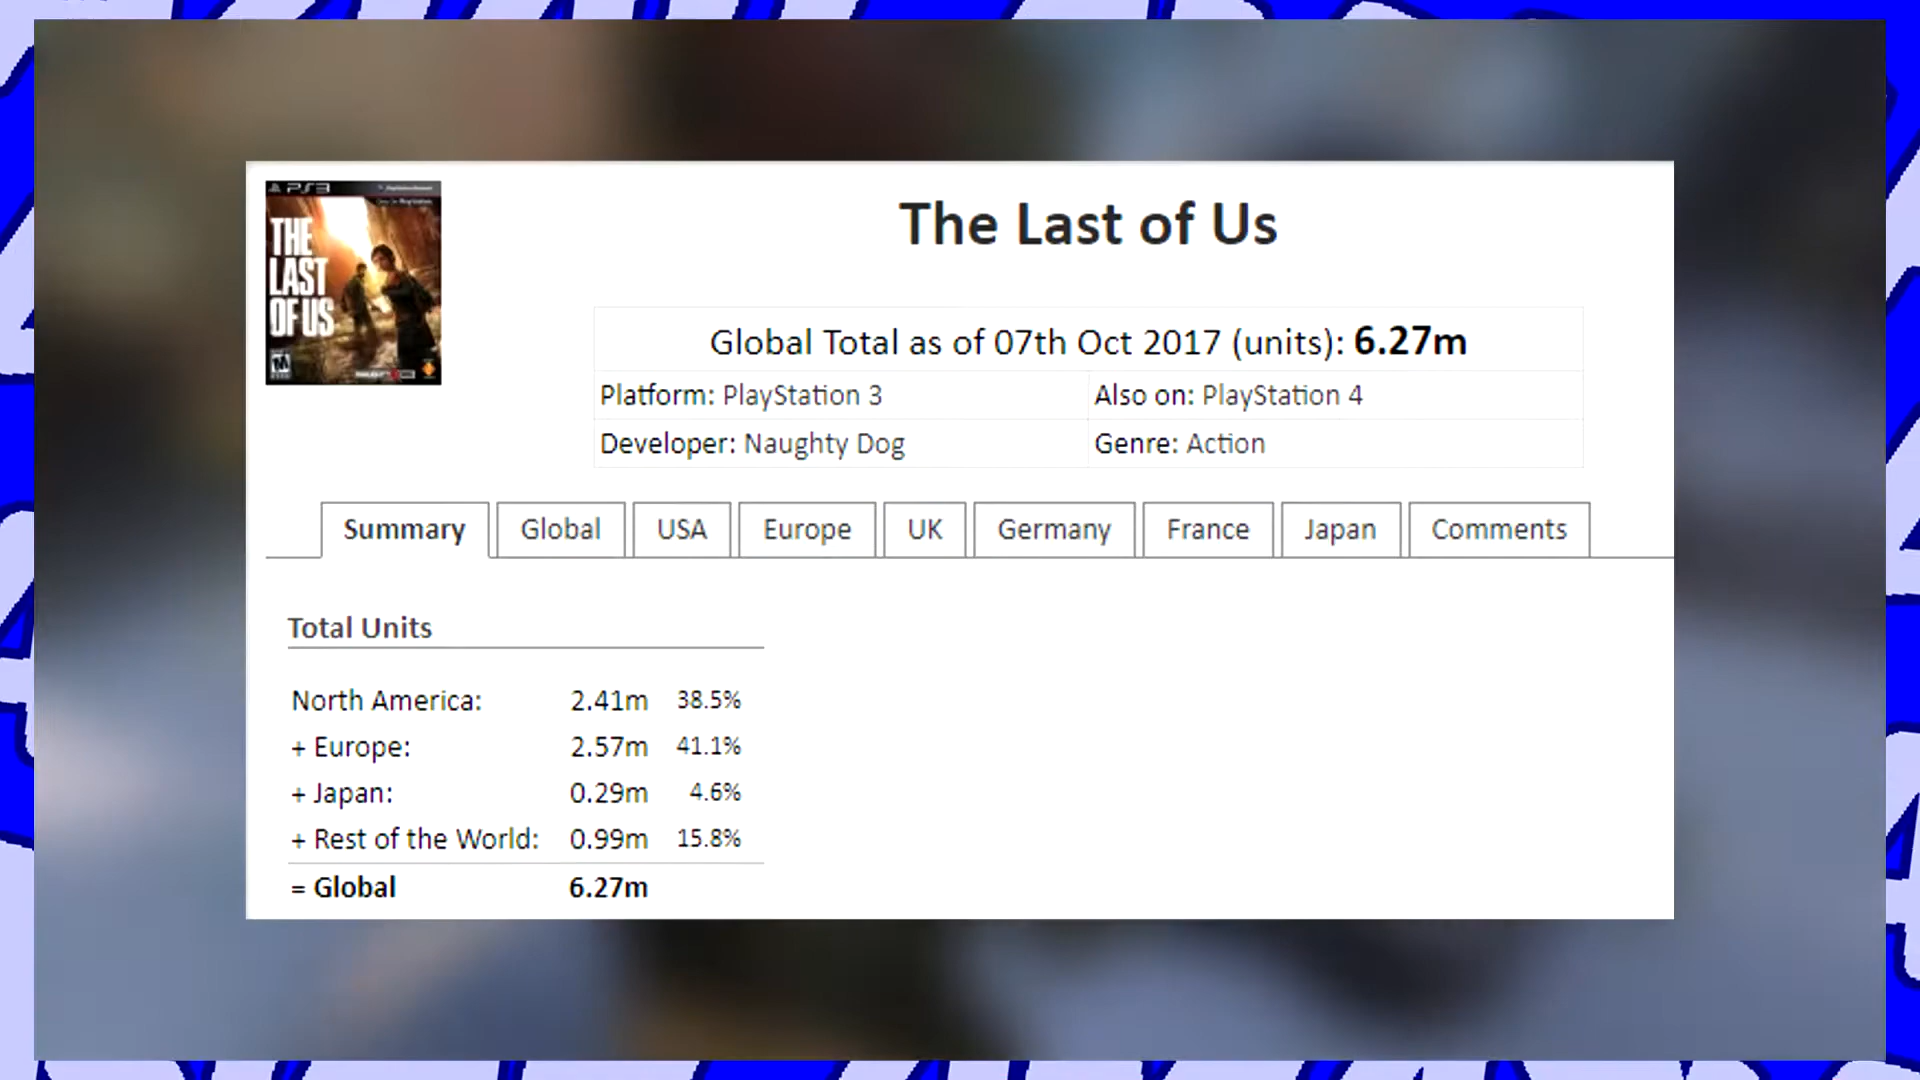 PS3
THE
LAST
OF US
The Last of Us
Global Total as of 07th Oct 2017 (units): 6.27m
Platform: PlayStation 3 Also on: PlayStation 4
Developer: Naughty Dog Genre: Action
Summary Global USA Europe UK Germany France Japan Comments
Total Units
North America: 2.41m 38.5%
+ Europe: 2.57m 41.1%
+ Japan: 0.29m 4.6%
+ Rest of the World: 0.99m 15.8%
= Global 6.27m